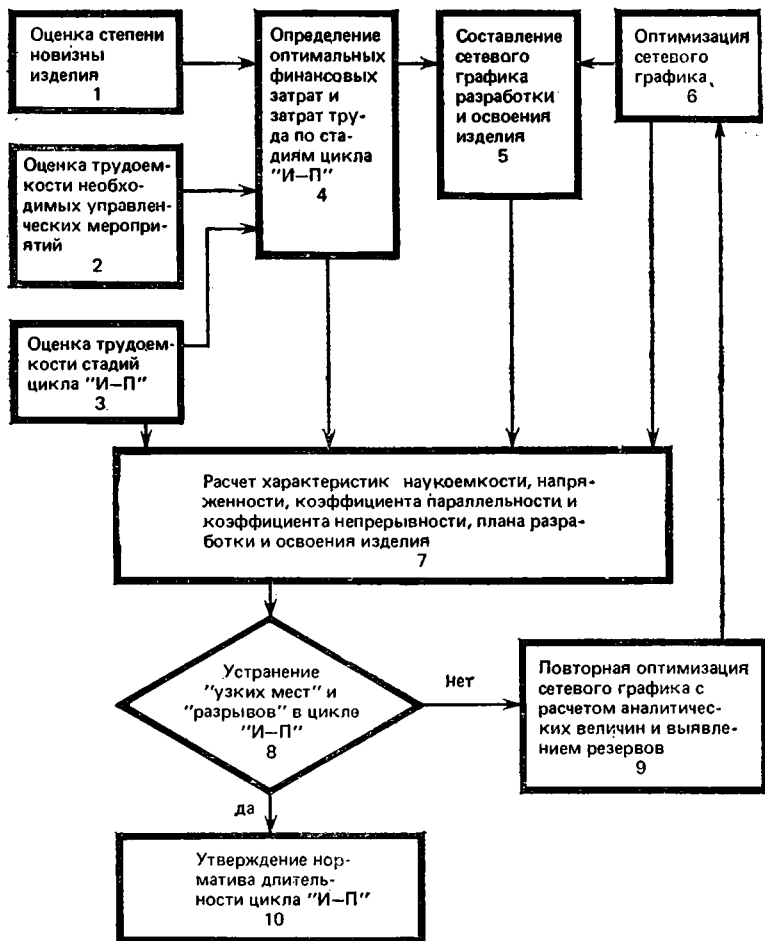 Оценка степени
новизны
изделия
1
Оценка трудоем-
кости необхо-
димых управлен-
ческих меропри-
ятий
2
Оценка трудоем-
кости стадий
цикла "И—П"
3
Определение
оптимальных
финансовых
затрат и
затрат тру-
да по ста-
диям цикла
"И—П"
4
Составление
сетевого
графика
разработки
и освоения
изделия
5
Оптимизация
сетевого
графика
6
Расчет характеристик наукоемкости, напря-
женности, коэффициента параллельности и
коэффициента непрерывности, плана разра-
ботки и освоения изделия
7
Устранение
"узких мест" и
"разрывов" в цикле
"И—П"
8
Нет
да
Повторная оптимизация
сетевого графика с
расчетом аналитичес-
ких величин и выявле-
нием резервов
9
Утверждение нор-
матива длитель-
ности цикла "И—П"
10